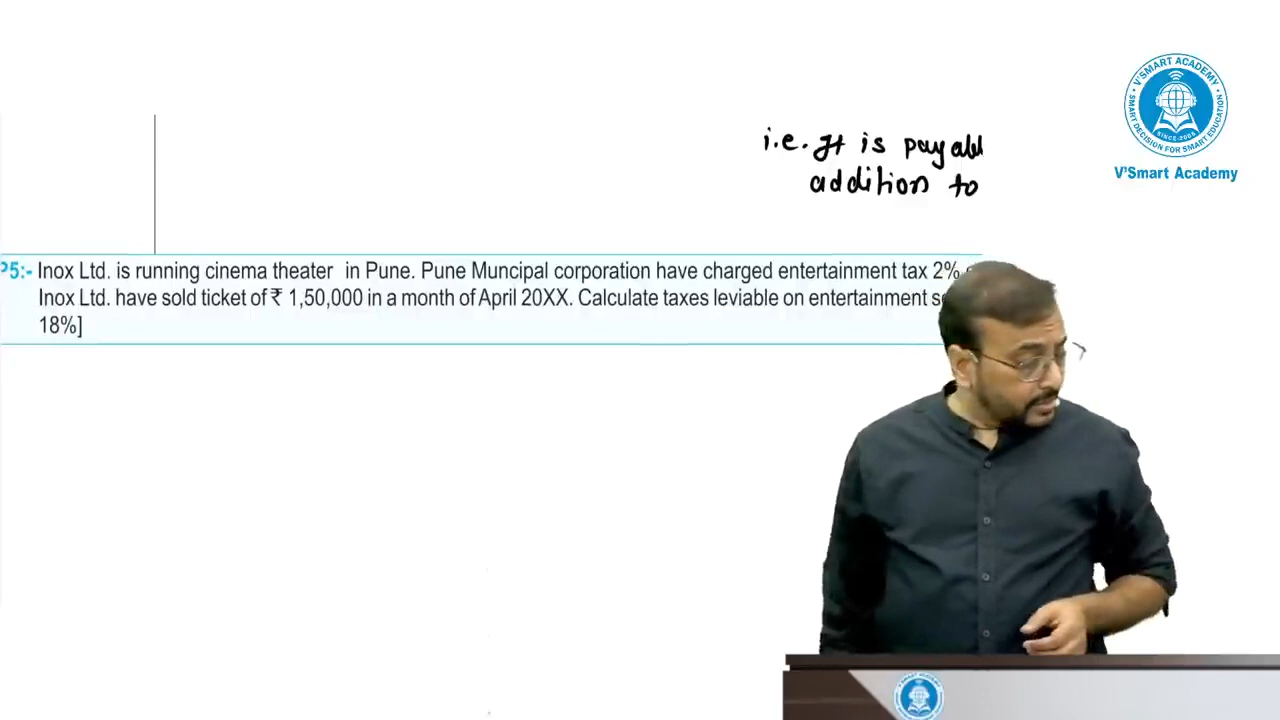 V'SMART ACADEMY
SMART DECISION FOR SMART EDUCATION
SINCE-2005
V'Smart Academy
i.e. It is payabl
addition to
P5:- Inox Ltd. is running cinema theater in Pune. Pune Muncipal corporation have charged entertainment tax 2%
Inox Ltd. have sold ticket of ₹ 1,50,000 in a month of April 20XX. Calculate taxes leviable on entertainment
18%]